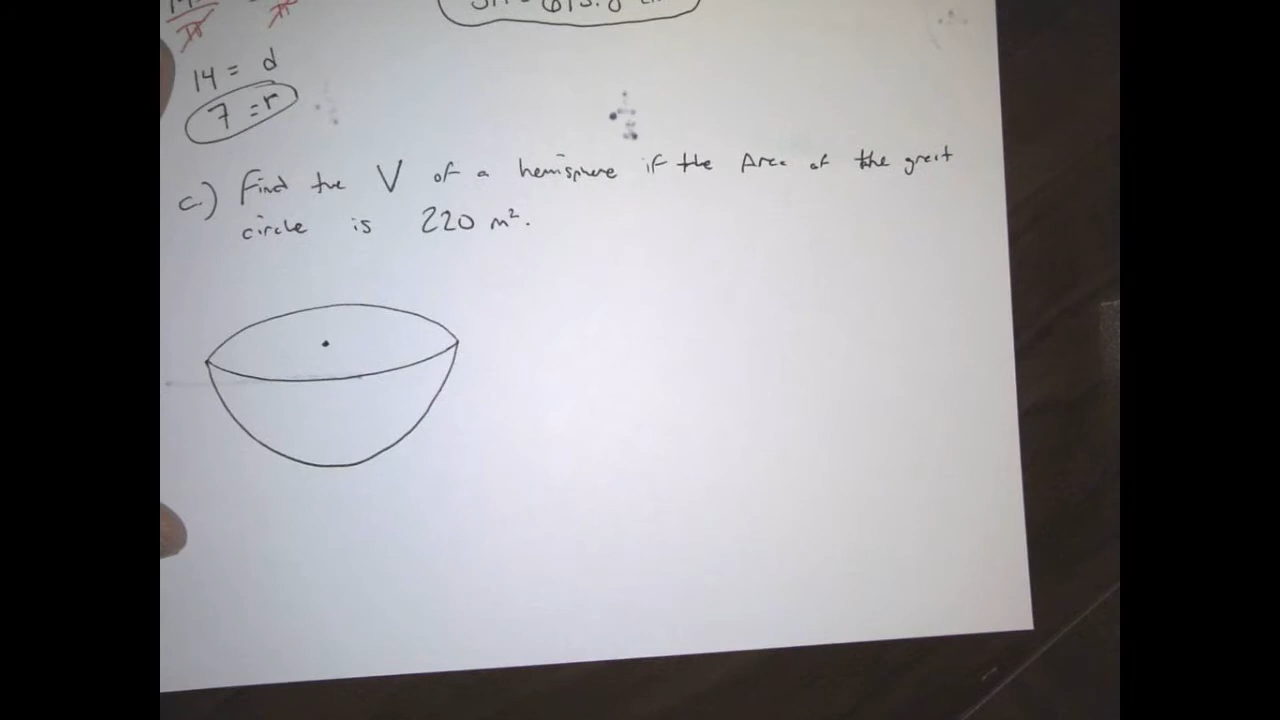 14 = d
7 = r
c.) Find the V of a hemisphere if the Area of the great
circle is 220 m².